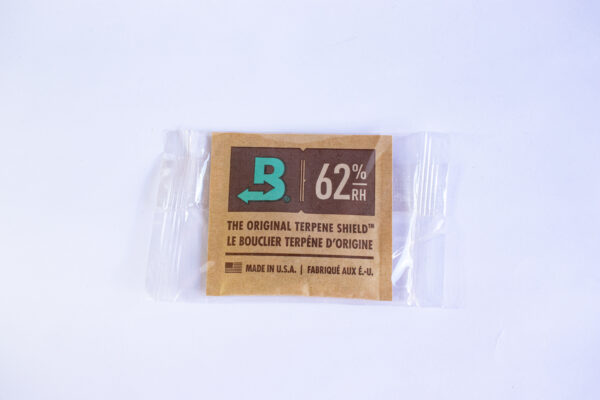 B® 62%
RH
THE ORIGINAL TERPENE SHIELD™
LE BOUCLIER TERPÈNE D'ORIGINE
MADE IN U.S.A. | FABRIQUÉ AUX É.-U.